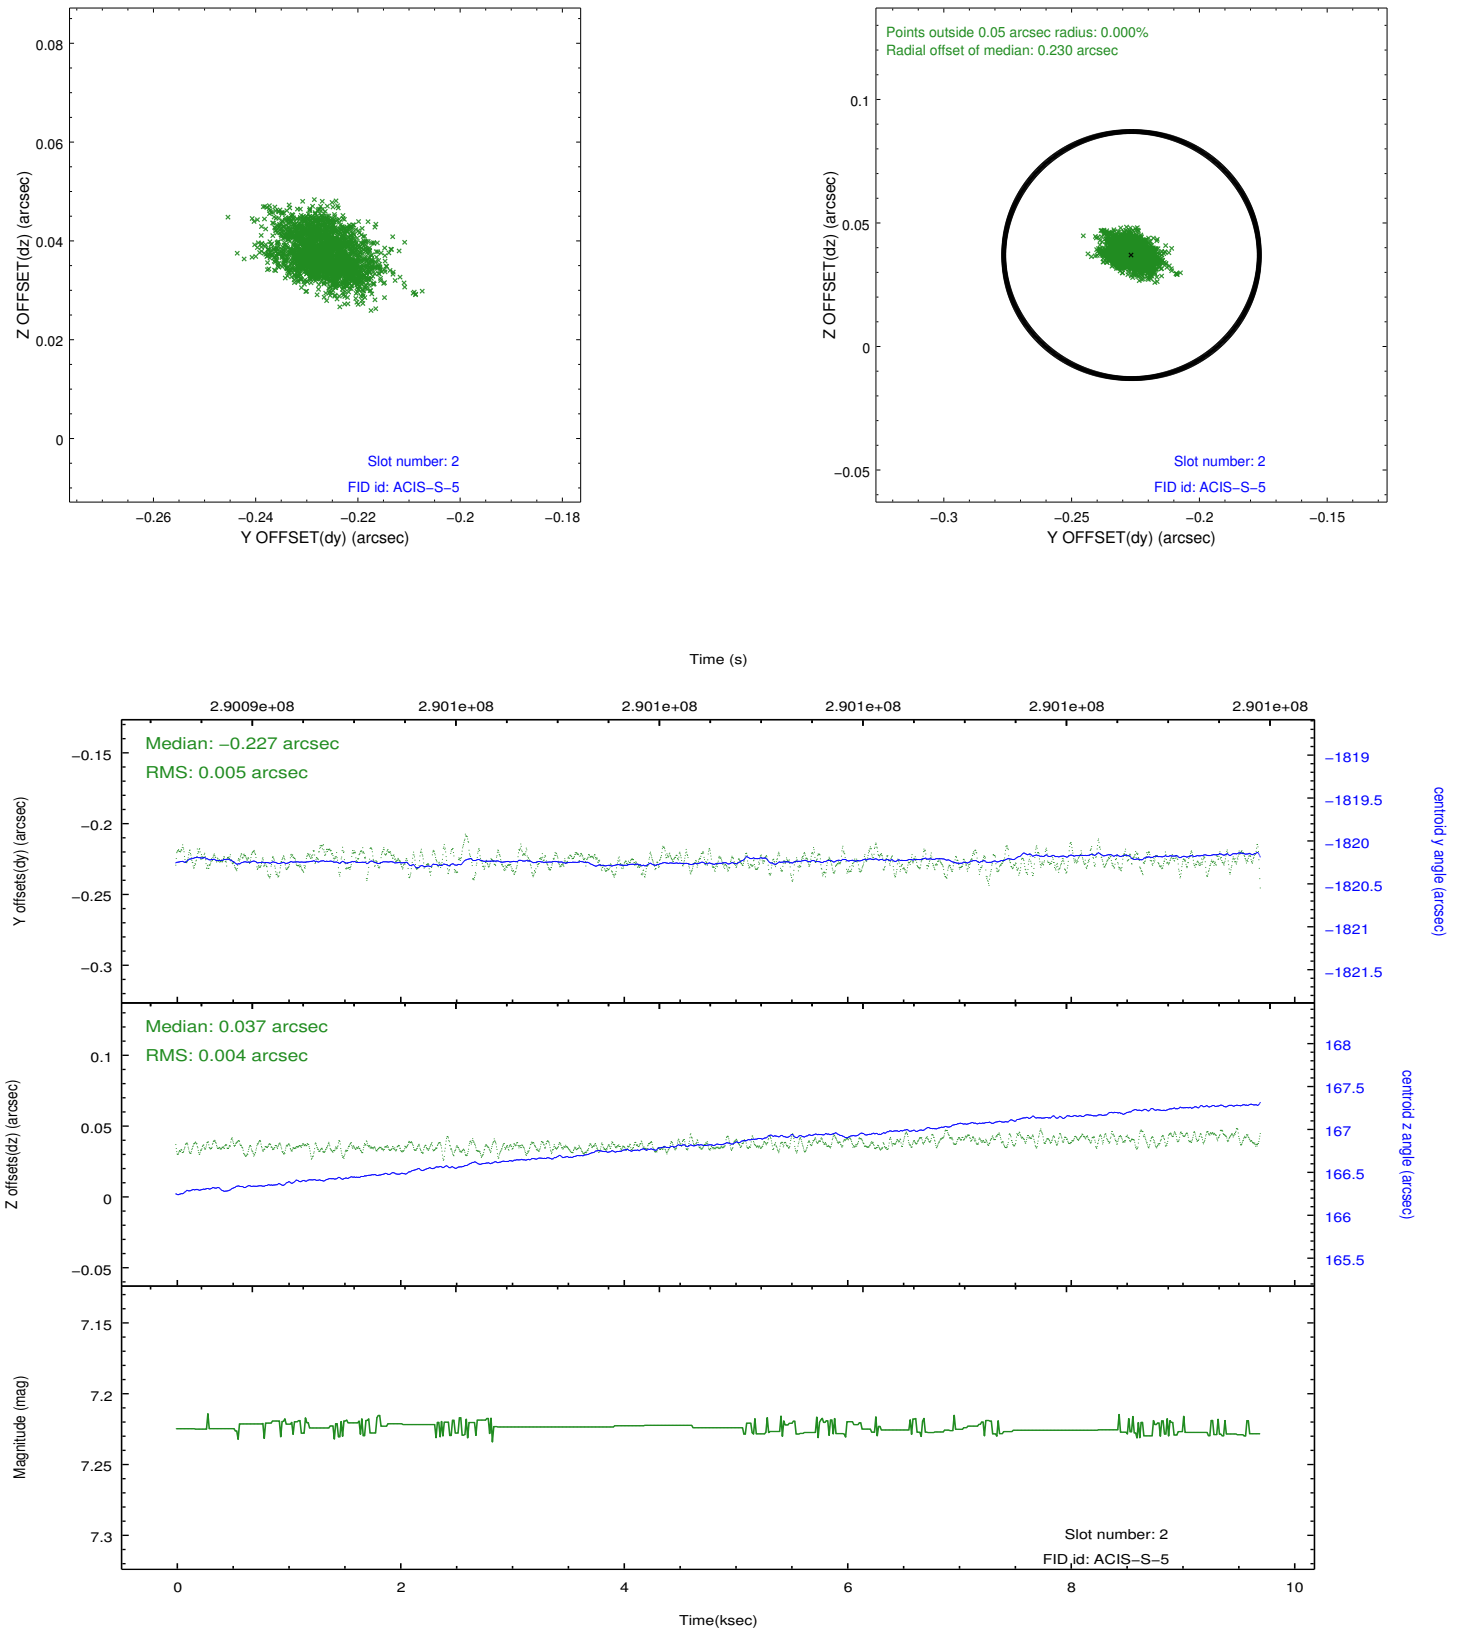 0.08
0.06
0.04
0.02
0
Z OFFSET(dz) (arcsec)
Slot number: 2
FID id: ACIS−S−5
−0.26 −0.24 −0.22 −0.2 −0.18
Y OFFSET(dy) (arcsec)
Points outside 0.05 arcsec radius: 0.000%
Radial offset of median: 0.230 arcsec
0.1
0.05
0
−0.05
Z OFFSET(dz) (arcsec)
Slot number: 2
FID id: ACIS−S−5
−0.3 −0.25 −0.2 −0.15
Y OFFSET(dy) (arcsec)
Time (s)
2.9009e+08 2.901e+08 2.901e+08 2.901e+08 2.901e+08 2.901e+08
Median: −0.227 arcsec
RMS: 0.005 arcsec
−0.15
−0.2
−0.25
−0.3
Y offsets(dy) (arcsec)
−1819
−1819.5
−1820
−1820.5
−1821
−1821.5
centroid y angle (arcsec)
Median: 0.037 arcsec
RMS: 0.004 arcsec
0.1
0.05
0
−0.05
Z offsets(dz) (arcsec)
168
167.5
167
166.5
166
165.5
centroid z angle (arcsec)
7.15
7.2
7.25
7.3
Magnitude (mag)
Slot number: 2
FID id: ACIS−S−5
0 2 4 6 8 10
Time(ksec)